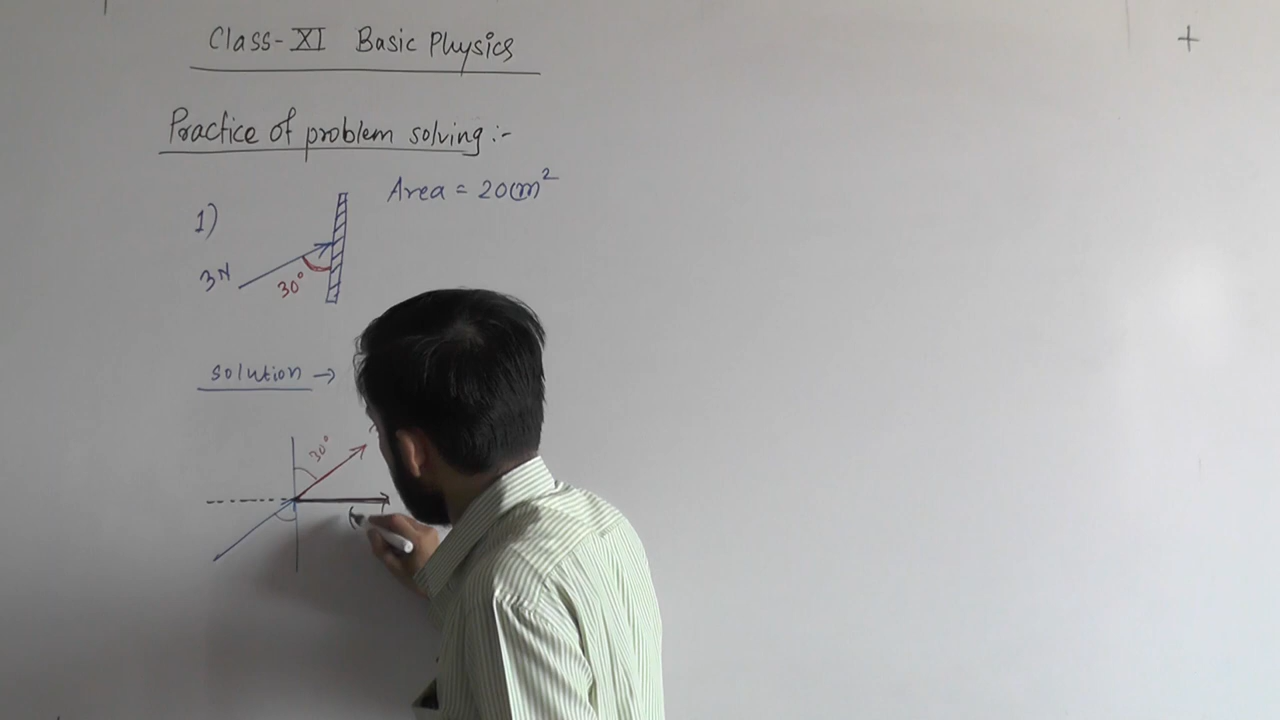 Class-XI Basic Physics
Practice of problem solving:-
Area = 20cm²
1)
3N
30°
solution →
30°